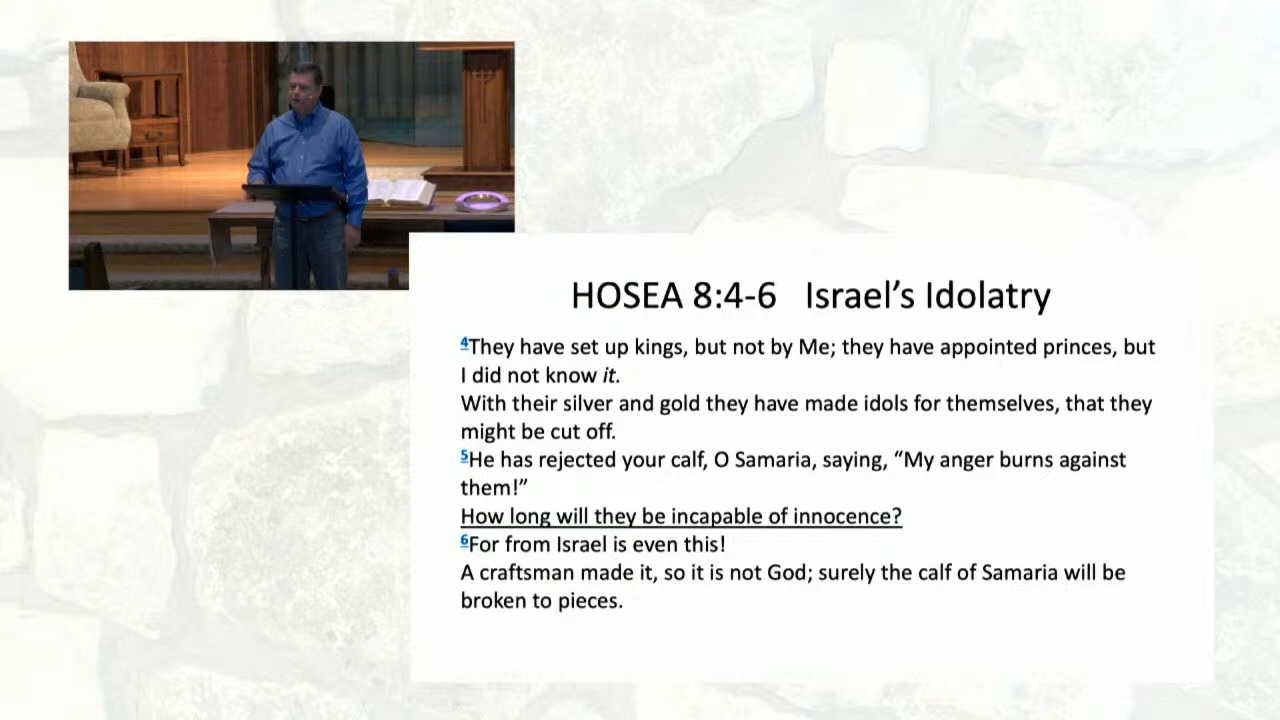 HOSEA 8:4-6 Israel’s Idolatry
4They have set up kings, but not by Me; they have appointed princes, but
I did not know it.
With their silver and gold they have made idols for themselves, that they
might be cut off.
5He has rejected your calf, O Samaria, saying, “My anger burns against
them!”
How long will they be incapable of innocence?
6For from Israel is even this!
A craftsman made it, so it is not God; surely the calf of Samaria will be
broken to pieces.